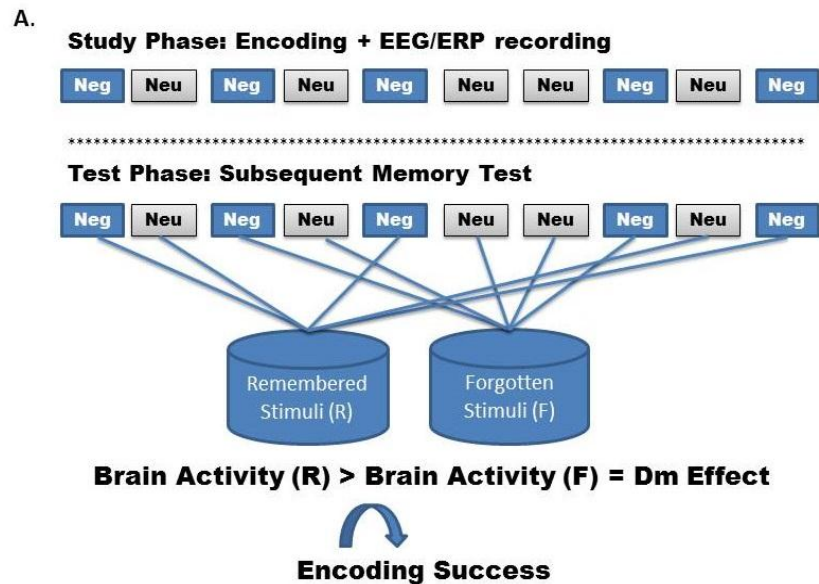 A.
Study Phase: Encoding + EEG/ERP recording
Neg Neu Neg Neu Neg Neu Neu Neg Neu Neg
************************************************************************************
Test Phase: Subsequent Memory Test
Neg Neu Neg Neu Neg Neu Neu Neg Neu Neg
Remembered Forgotten
Stimuli (R) Stimuli (F)
Brain Activity (R) > Brain Activity (F) = Dm Effect
Encoding Success